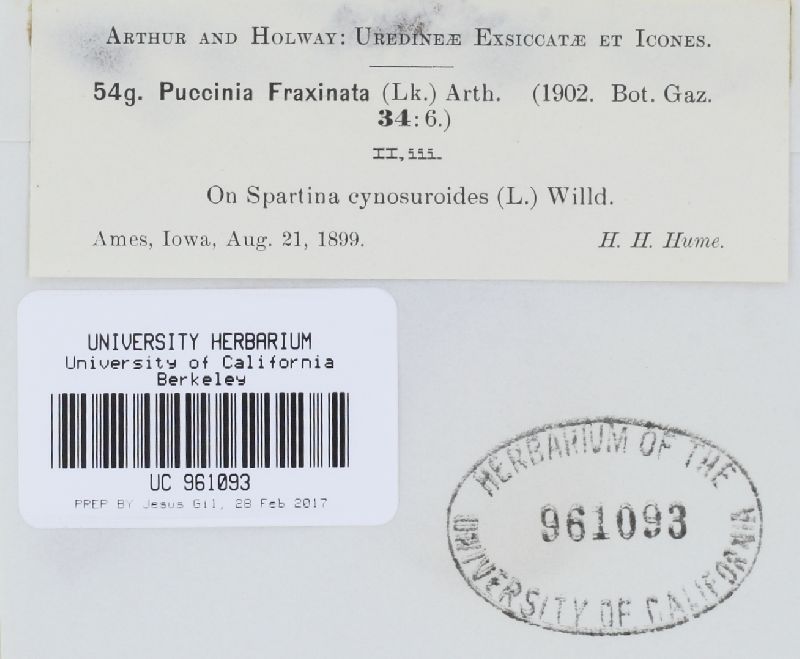 Arthur and Holway: Uredineæ Exsiccatæ et Icones.
54g. Puccinia Fraxinata (Lk.) Arth. (1902. Bot. Gaz.
34:6.)
II, iii.
On Spartina cynosuroides (L.) Willd.
Ames, Iowa, Aug. 21, 1899. H. H. Hume.
UNIVERSITY HERBARIUM
University of California
Berkeley
UC 961093
PREP BY Jesus Gil, 28 Feb 2017
HERBARIUM OF THE
961093
UNIVERSITY OF CALIFORNIA